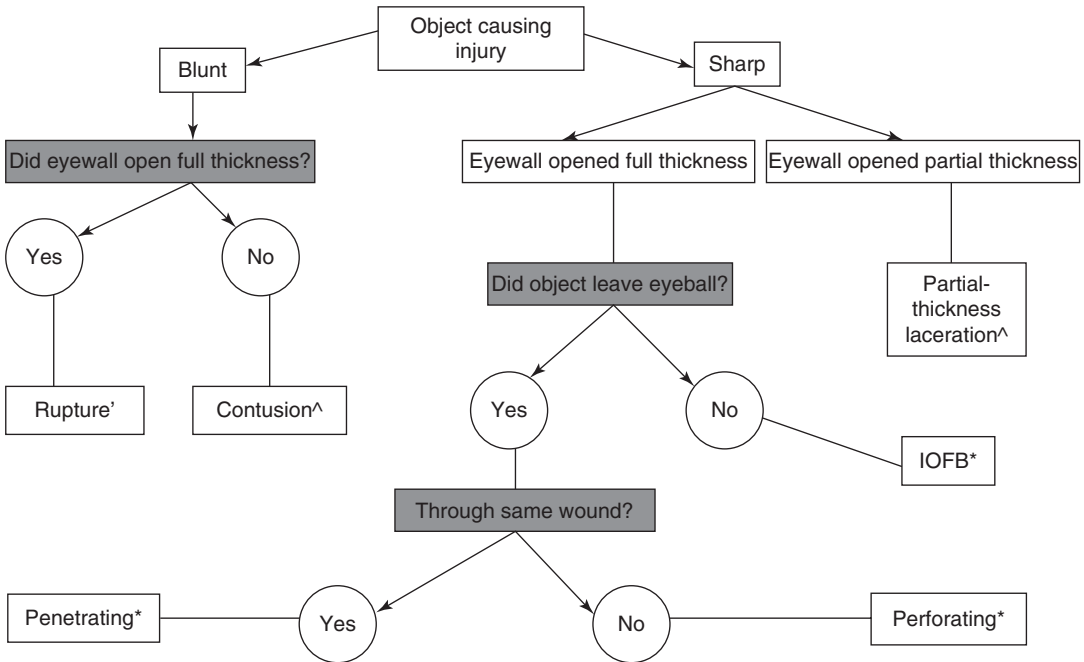 Object causing
injury
Blunt
Sharp
Did eyewall open full thickness?
Eyewall opened full thickness
Eyewall opened partial thickness
Yes
No
Did object leave eyeball?
Partial-
thickness
laceration^
Rupture’
Contusion^
Yes
No
IOFB*
Through same wound?
Penetrating*
Yes
No
Perforating*